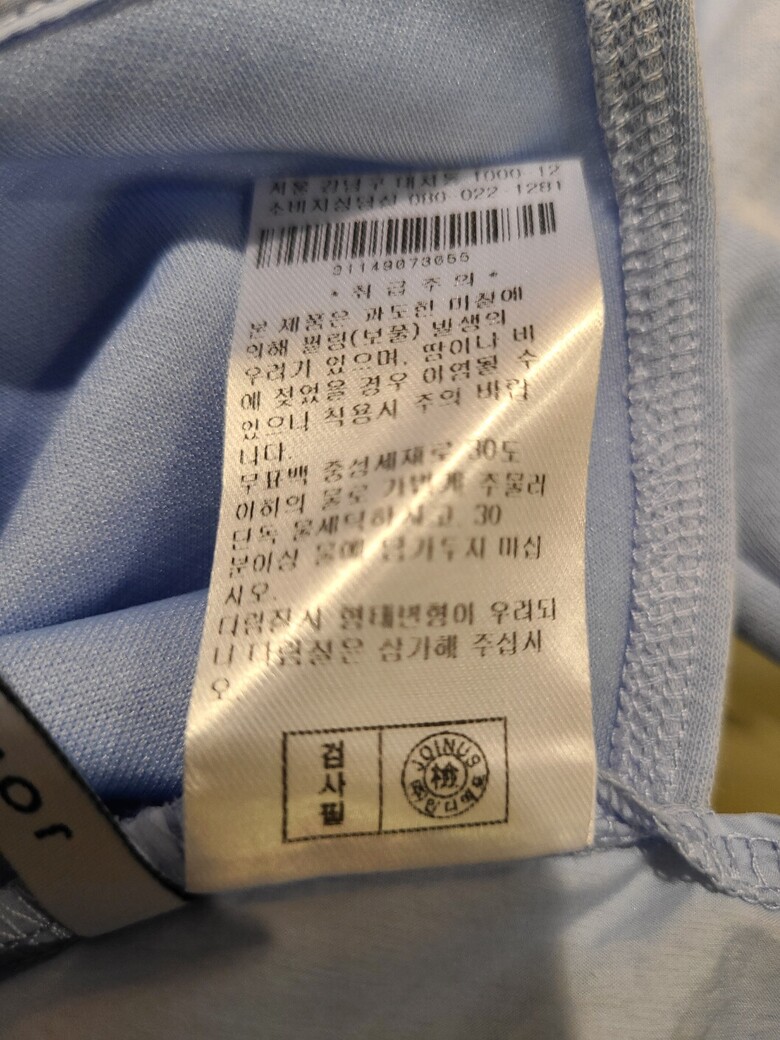 서울 강남구 대치동 1000-12
소비자상담실 080-022-1281
21149073655
* 취 급 주 의 *
본 제품은 과도한 마찰에
의해 필링(보풀) 발생의
우려가 있으며, 땀이나 비
에 젖었을 경우 이염될 수
있으니 착용시 주의 바랍
니다.
무표백 중성세제로 30도
이하의 물로 가볍게 주물러
단독 물세탁하시고, 30
분이상 물에 담가두지 마십
시오.
다림질시 형태변형이 우려되
니 다림질은 삼가해 주십시
오.
검사필
JOINUS
檢